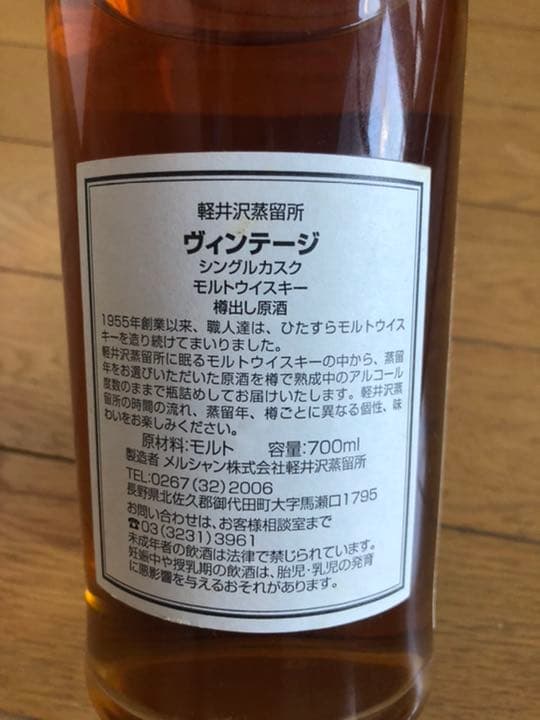 軽井沢蒸留所
ヴィンテージ
シングルカスク
モルトウイスキー
樽出し原酒
1955年創業以来、職人達は、ひたすらモルトウイス
キーを造り続けてまいりました。
軽井沢蒸留所に眠るモルトウイスキーの中から、蒸留
年をお選びいただいた原酒を樽で熟成中のアルコール
度数のままで瓶詰めしてお届けいたします。軽井沢蒸
留所の時間の流れ、蒸留年、樽ごとに異なる個性、味
わいをお楽しみください。
原材料:モルト 容量:700ml
製造者 メルシャン株式会社軽井沢蒸留所
TEL:0267(32)2006
長野県北佐久郡御代田町大字馬瀬口1795
お問い合わせは、お客様相談室まで
☎03(3231)3961
未成年者の飲酒は法律で禁じられています。
妊娠中や授乳期の飲酒は、胎児・乳児の発育
に悪影響を与えるおそれがあります。